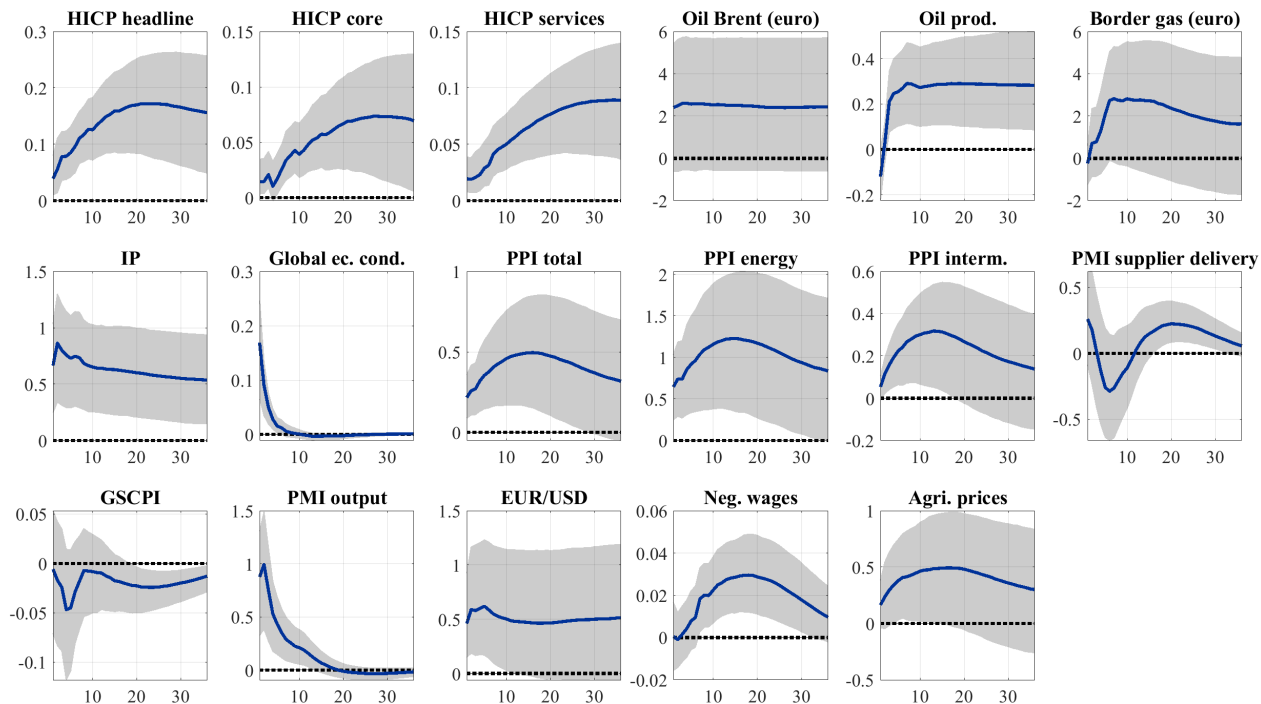 HICP headline
0.3
0.2
0.1
0
10 20 30
HICP core
0.15
0.1
0.05
0
10 20 30
HICP services
0.15
0.1
0.05
0
10 20 30
Oil Brent (euro)
6
4
2
0
-2
10 20 30
Oil prod.
0.4
0.2
0
-0.2
10 20 30
Border gas (euro)
6
4
2
0
-2
10 20 30
IP
1.5
1
0.5
0
10 20 30
Global ec. cond.
0.3
0.2
0.1
0
10 20 30
PPI total
1
0.5
0
10 20 30
PPI energy
2
1.5
1
0.5
0
10 20 30
PPI interm.
0.6
0.4
0.2
0
-0.2
10 20 30
PMI supplier delivery
0.5
0
-0.5
10 20 30
GSCPI
0.05
0
-0.05
-0.1
10 20 30
PMI output
1.5
1
0.5
0
10 20 30
EUR/USD
1.5
1
0.5
0
10 20 30
Neg. wages
0.06
0.04
0.02
0
-0.02
10 20 30
Agri. prices
1
0.5
0
-0.5
10 20 30